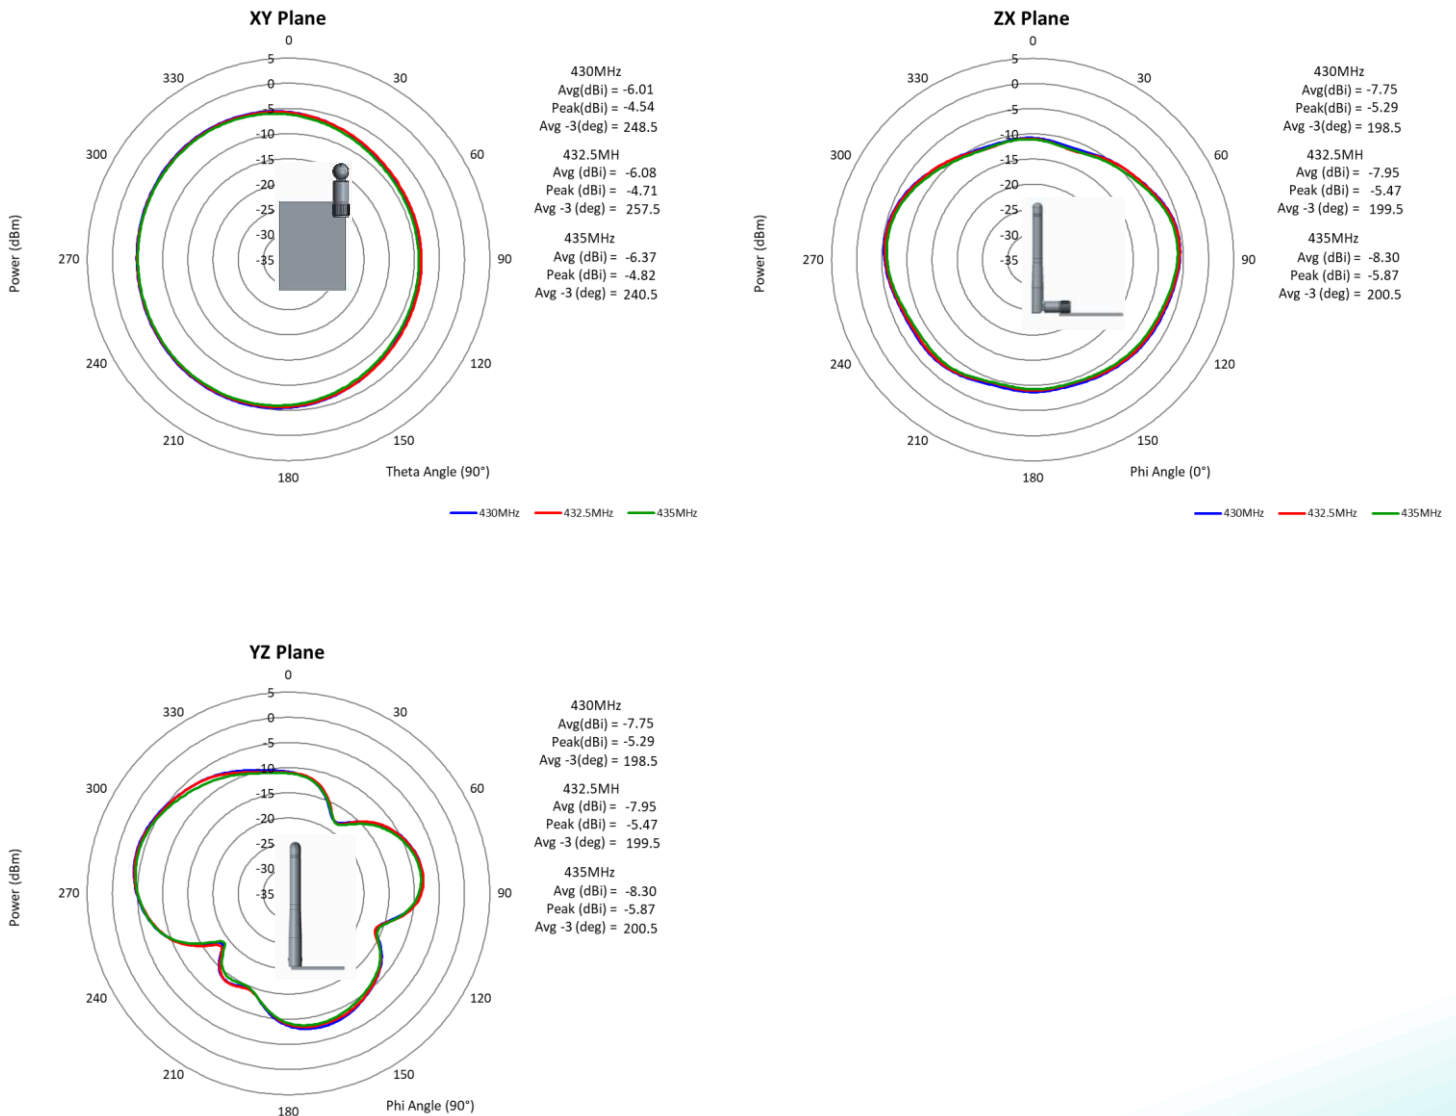 XY Plane
0
30
60
90
120
150
180
210
240
270
300
330
5
0
-5
-10
-15
-20
-25
-30
-35
Power (dBm)
Theta Angle (90°)
430MHz
Avg(dBi) = -6.01
Peak(dBi) = -4.54
Avg -3(deg) = 248.5
432.5MH
Avg (dBi) = -6.08
Peak (dBi) = -4.71
Avg -3 (deg) = 257.5
435MHz
Avg (dBi) = -6.37
Peak (dBi) = -4.82
Avg -3 (deg) = 240.5
430MHz 432.5MHz 435MHz
ZX Plane
0
30
60
90
120
150
180
210
240
270
300
330
5
0
-5
-10
-15
-20
-25
-30
-35
Power (dBm)
Phi Angle (0°)
430MHz
Avg(dBi) = -7.75
Peak(dBi) = -5.29
Avg -3(deg) = 198.5
432.5MH
Avg (dBi) = -7.95
Peak (dBi) = -5.47
Avg -3 (deg) = 199.5
435MHz
Avg (dBi) = -8.30
Peak (dBi) = -5.87
Avg -3 (deg) = 200.5
430MHz 432.5MHz 435MHz
YZ Plane
0
30
60
90
120
150
180
210
240
270
300
330
5
0
-5
-10
-15
-20
-25
-30
-35
Power (dBm)
Phi Angle (90°)
430MHz
Avg(dBi) = -7.75
Peak(dBi) = -5.29
Avg -3(deg) = 198.5
432.5MH
Avg (dBi) = -7.95
Peak (dBi) = -5.47
Avg -3 (deg) = 199.5
435MHz
Avg (dBi) = -8.30
Peak (dBi) = -5.87
Avg -3 (deg) = 200.5